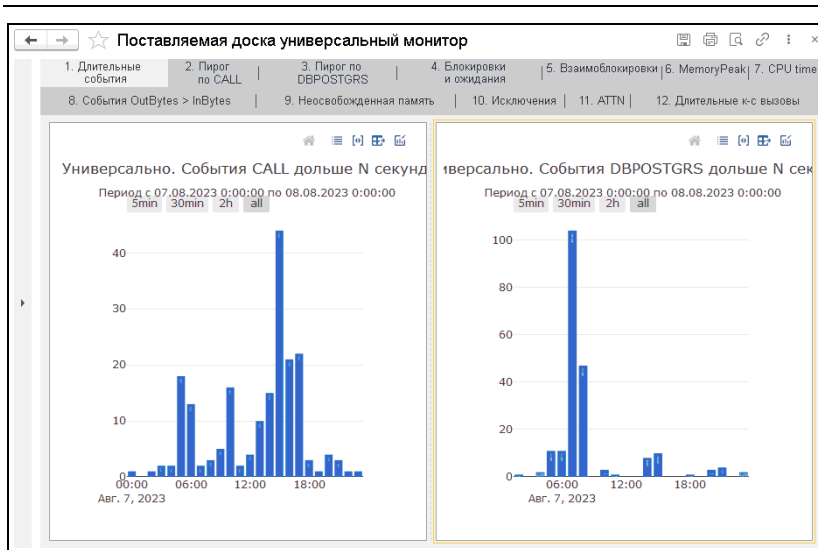 Поставляемая доска универсальный монитор
1. Длительные события
2. Пирог по CALL
3. Пирог по DBPOSTGRS
4. Блокировки и ожидания
5. Взаимоблокировки
6. MemoryPeak
7. CPU time
8. События OutBytes > InBytes
9. Неосвобожденная память
10. Исключения
11. ATTN
12. Длительные к-с вызовы
Универсально. События CALL дольше N секунд
Период с 07.08.2023 0:00:00 по 08.08.2023 0:00:00
5min 30min 2h all
40
30
20
10
0
00:00 06:00 12:00 18:00
Авг. 7, 2023
иверсально. События DBPOSTGRS дольше N сек
Период с 07.08.2023 0:00:00 по 08.08.2023 0:00:00
5min 30min 2h all
100
80
60
40
20
0
06:00 12:00 18:00
Авг. 7, 2023